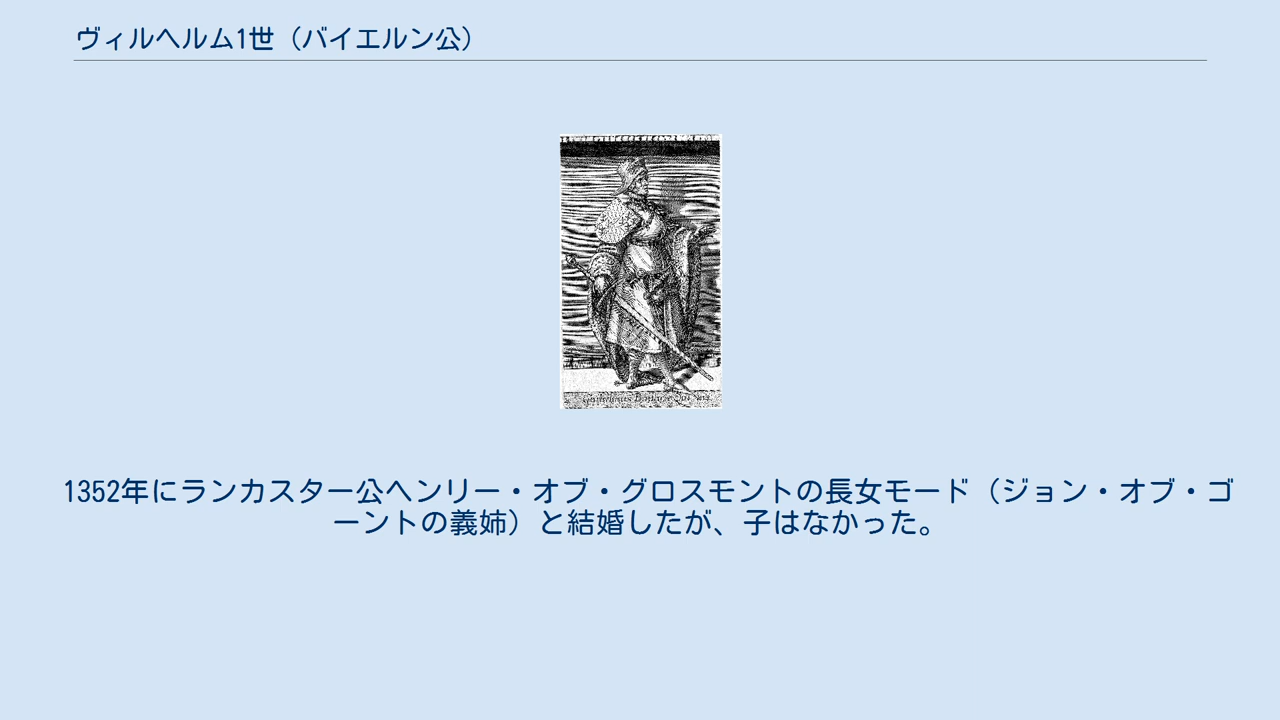 ヴィルヘルム1世（バイエルン公）
1352年にランカスター公ヘンリー・オブ・グロスモントの長女モード（ジョン・オブ・ゴ
ーントの義姉）と結婚したが、子はなかった。